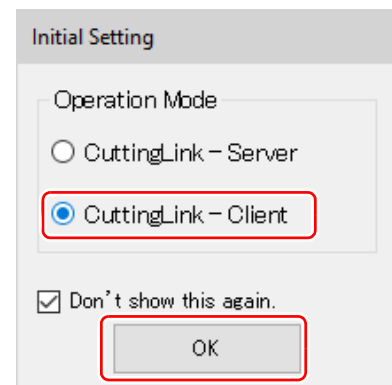 Initial Setting
Operation Mode
CuttingLink－Server
CuttingLink－Client
Don't show this again.
OK